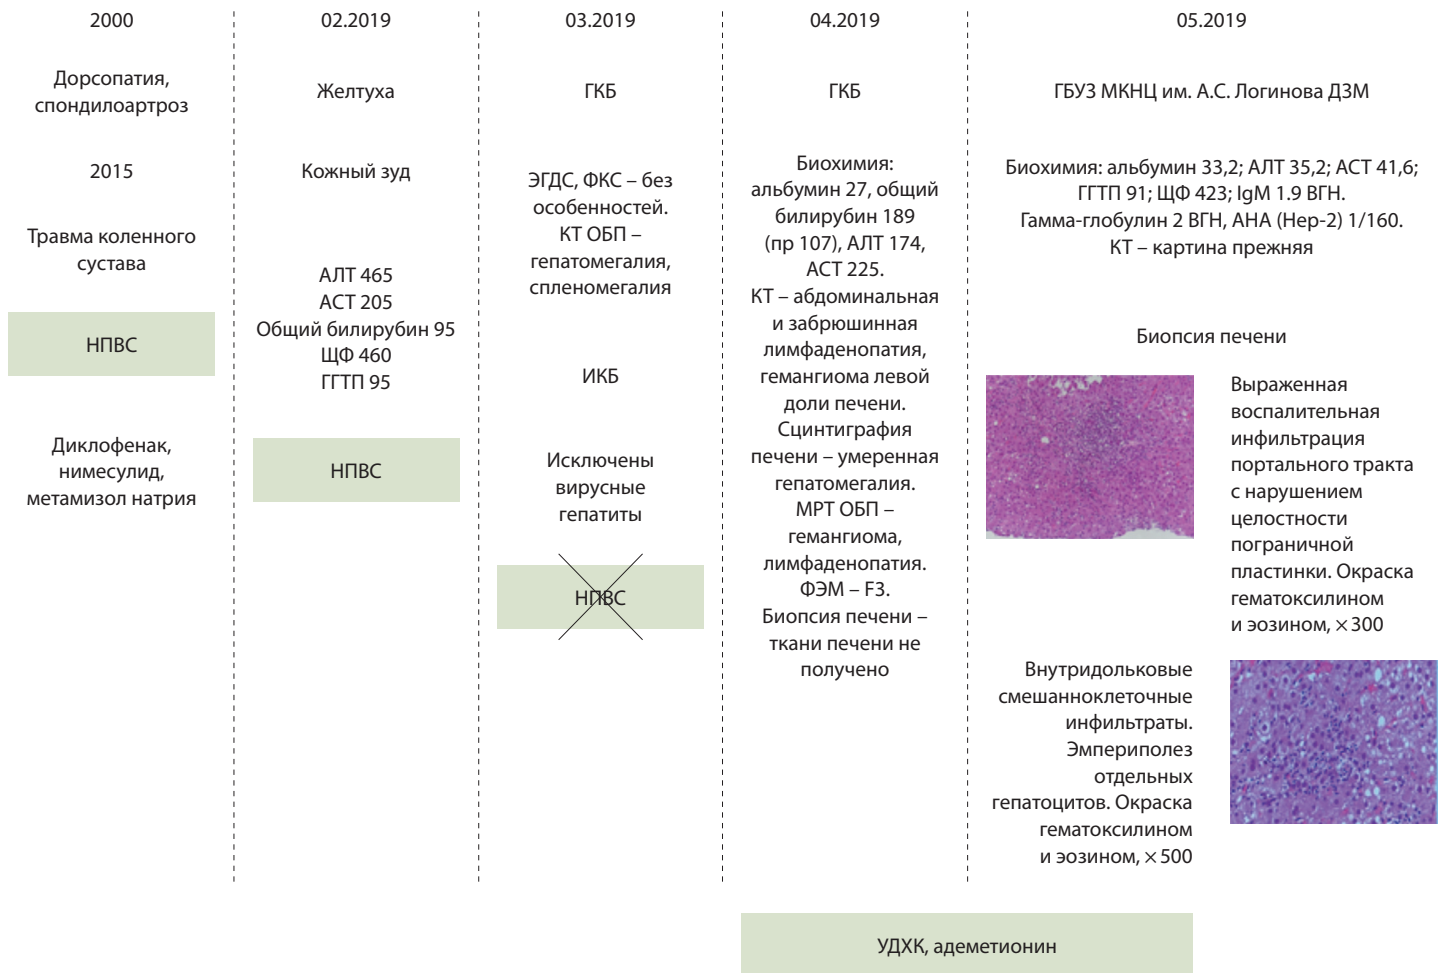 2000
Дорсопатия,
спондилоартроз
2015
Травма коленного
сустава
НПВС
Диклофенак,
нимесулид,
метамизол натрия
02.2019
Желтуха
Кожный зуд
АЛТ 465
АСТ 205
Общий билирубин 95
ЩФ 460
ГГТП 95
НПВС
03.2019
ГКБ
ЭГДС, ФКС – без
особенностей.
КТ ОБП –
гепатомегалия,
спленомегалия
ИКБ
Исключены
вирусные
гепатиты
НПВС
04.2019
ГКБ
Биохимия:
альбумин 27, общий
билирубин 189
(пр 107), АЛТ 174,
АСТ 225.
КТ – абдоминальная
и забрюшинная
лимфаденопатия,
гемангиома левой
доли печени.
Сцинтиграфия
печени – умеренная
гепатомегалия.
МРТ ОБП –
гемангиома,
лимфаденопатия.
ФЭМ – F3.
Биопсия печени –
ткани печени не
получено
05.2019
ГБУЗ МКНЦ им. А.С. Логинова ДЗМ
Биохимия: альбумин 33,2; АЛТ 35,2; АСТ 41,6;
ГГТП 91; ЩФ 423; IgM 1.9 ВГН.
Гамма-глобулин 2 ВГН, АНА (Нер-2) 1/160.
КТ – картина прежняя
Биопсия печени
Выраженная
воспалительная
инфильтрация
портального тракта
с нарушением
целостности
пограничной
пластинки. Окраска
гематоксилином
и эозином, × 300
Внутридольковые
смешанноклеточные
инфильтраты.
Эмпериполез
отдельных
гепатоцитов. Окраска
гематоксилином
и эозином, × 500
УДХК, адеметионин